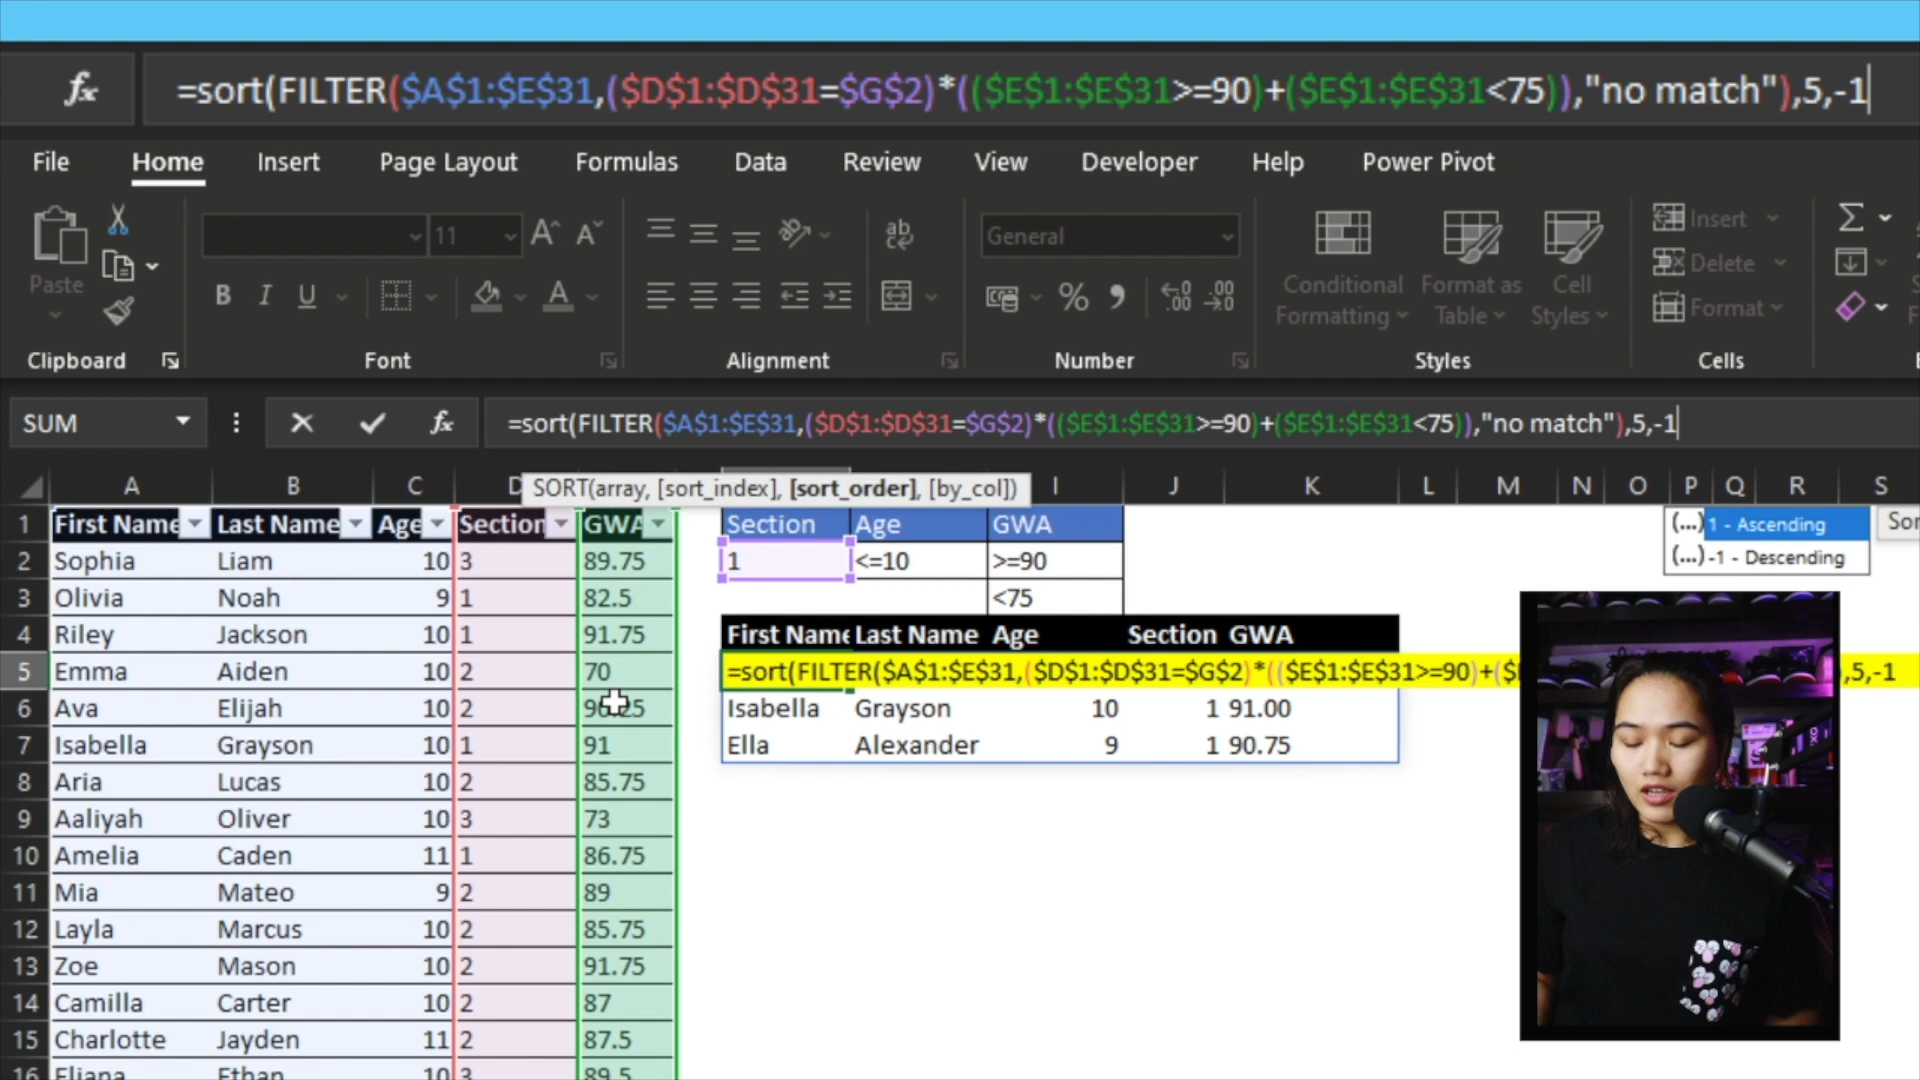 =sort(FILTER($A$1:$E$31,($D$1:$D$31=$G$2)*(($E$1:$E$31>=90)+($E$1:$E$31<75)),"no match"),5,-1
File Home Insert Page Layout Formulas Data Review View Developer Help Power Pivot
11 A A General Insert
Paste Delete
B I U A % Conditional Formatting Format as Table Cell Styles Format
Clipboard Font Alignment Number Styles Cells
SUM =sort(FILTER($A$1:$E$31,($D$1:$D$31=$G$2)*(($E$1:$E$31>=90)+($E$1:$E$31<75)),"no match"),5,-1
A B C D SORT(array, [sort_index], [sort_order], [by_col]) I J K L M N O P Q R S
1 First Name Last Name Age Section GWA Section Age GWA (...) 1 - Ascending
2 Sophia Liam 10 3 89.75 1 <=10 >=90 (...) -1 - Descending
3 Olivia Noah 9 1 82.5 <75
4 Riley Jackson 10 1 91.75 First Name Last Name Age Section GWA
5 Emma Aiden 10 2 70 =sort(FILTER($A$1:$E$31,($D$1:$D$31=$G$2)*(($E$1:$E$31>=90)+($ ),5,-1
6 Ava Elijah 10 2 Isabella Grayson 10 1 91.00
7 Isabella Grayson 10 1 91 Ella Alexander 9 1 90.75
8 Aria Lucas 10 2 85.75
9 Aaliyah Oliver 10 3 73
10 Amelia Caden 11 1 86.75
11 Mia Mateo 9 2 89
12 Layla Marcus 10 2 85.75
13 Zoe Mason 10 2 91.75
14 Camilla Carter 10 2 87
15 Charlotte Jayden 11 2 87.5
16 Eliana Ethan 10 3 89.5